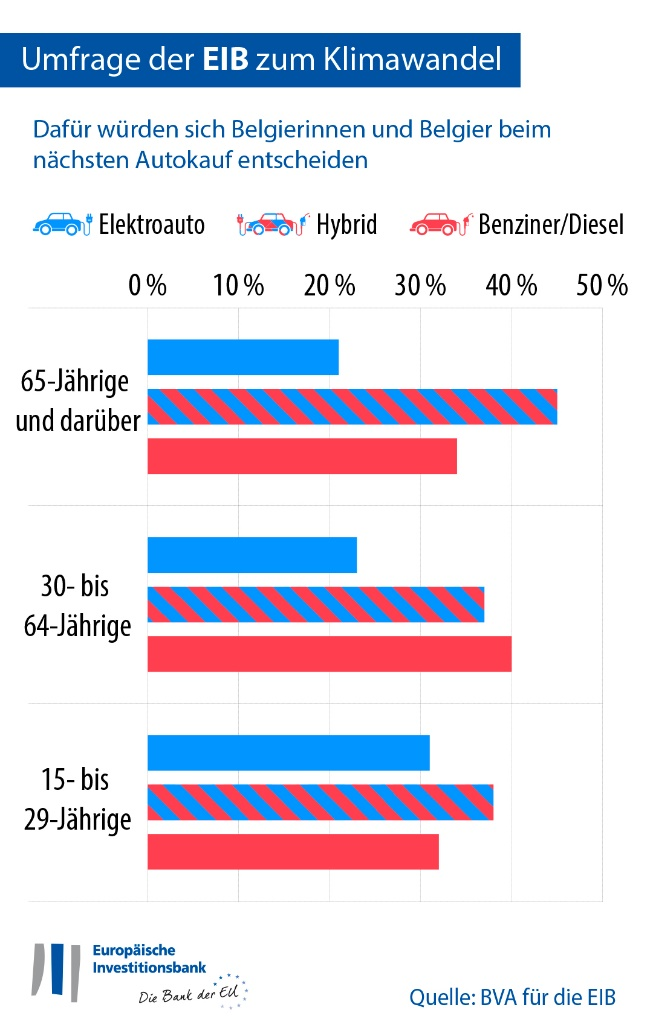 Umfrage der EIB zum Klimawandel
Dafür würden sich Belgierinnen und Belgier beim
nächsten Autokauf entscheiden
Elektroauto Hybrid Benziner/Diesel
0 % 10 % 20 % 30 % 40 % 50 %
65-Jährige
und darüber
30- bis
64-Jährige
15- bis
29-Jährige
Europäische
Investitionsbank
Die Bank der EU
Quelle: BVA für die EIB